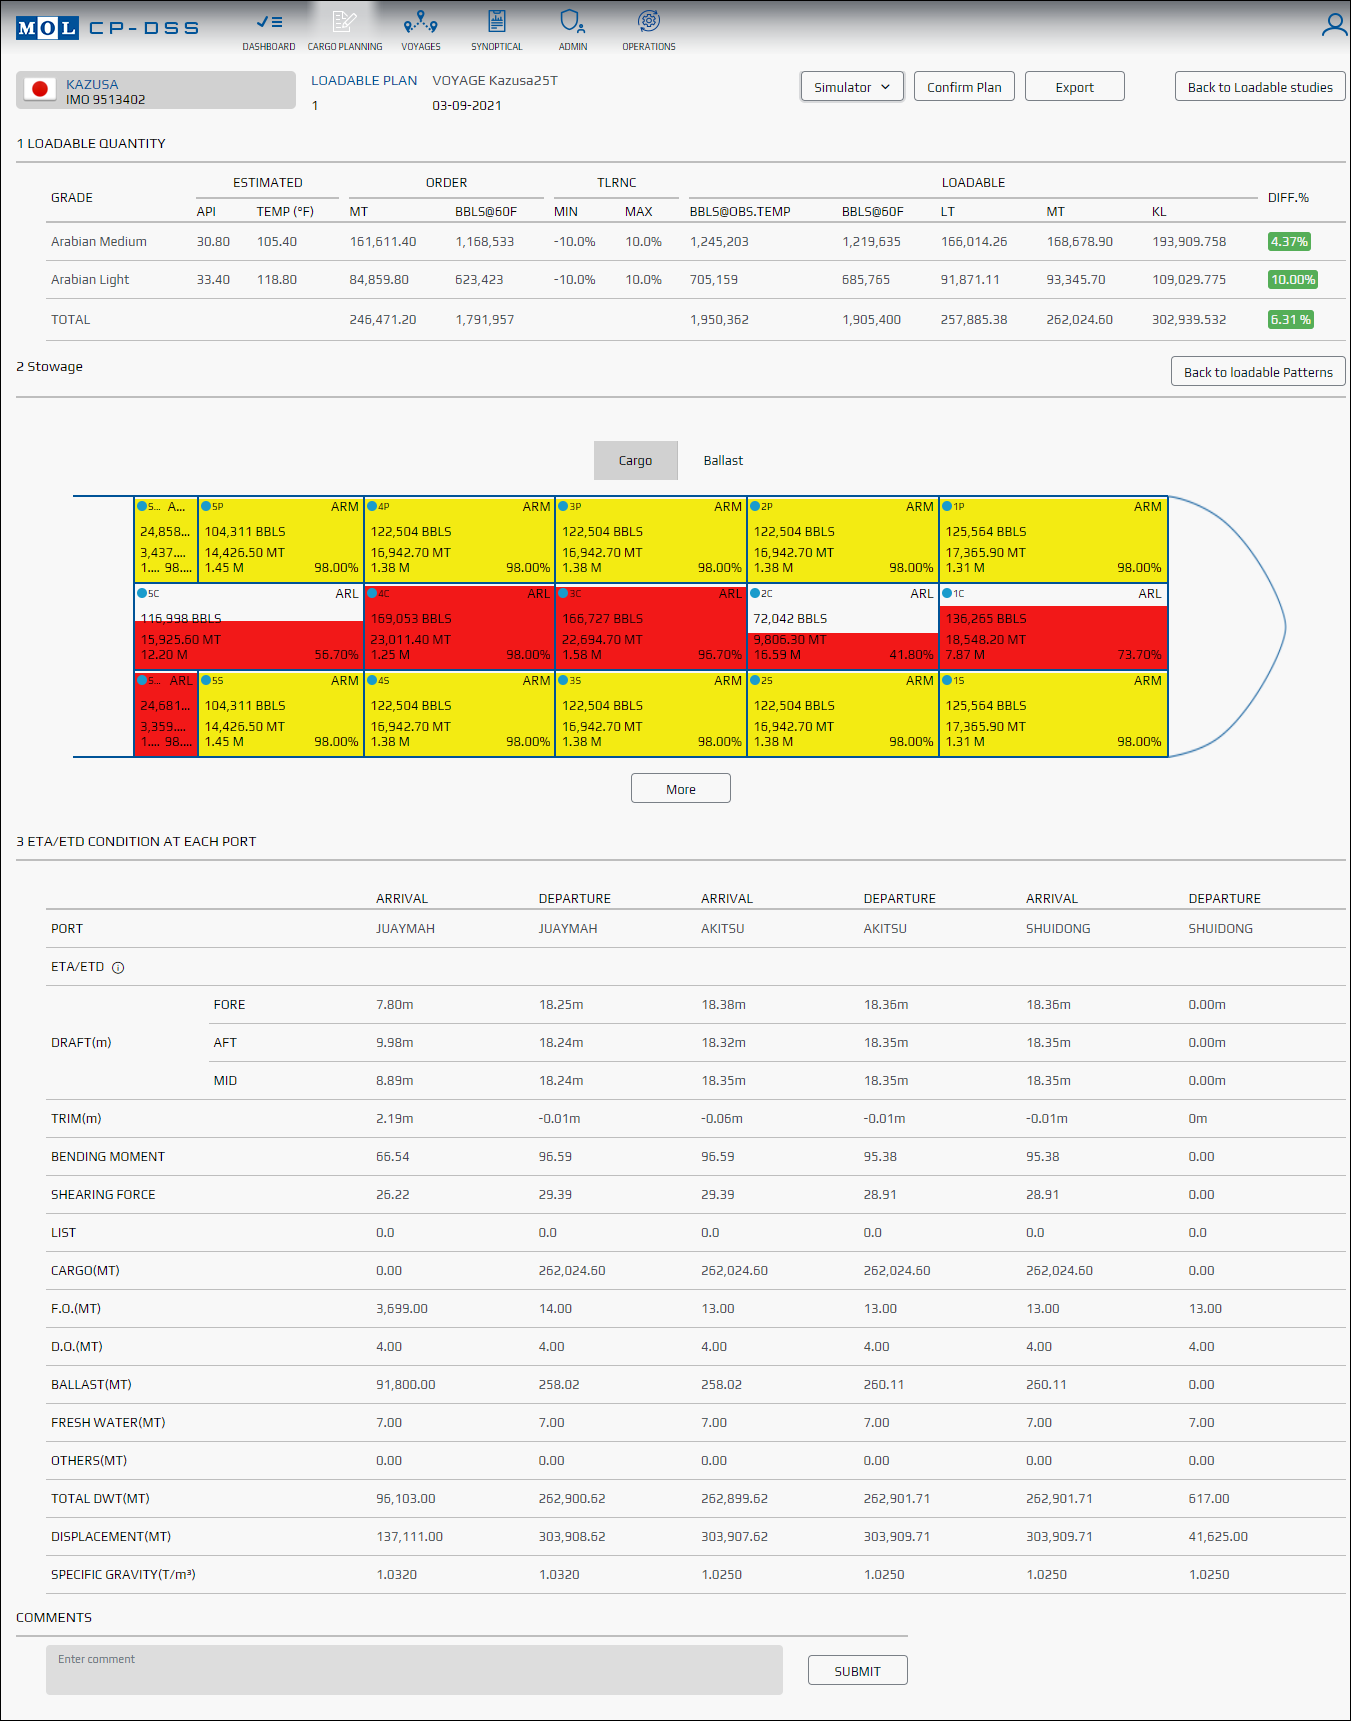 MOL CP-DSS
DASHBOARD CARGO PLANNING VOYAGES SYNOPTICAL ADMIN OPERATIONS
KAZUSA
IMO 9513402
LOADABLE PLAN VOYAGE Kazusa25T
1 03-09-2021
Simulator Confirm Plan Export Back to Loadable studies
1 LOADABLE QUANTITY
GRADE ESTIMATED ORDER TLRNC LOADABLE DIFF.%
API TEMP (°F) MT BBLS@60F MIN MAX BBLS@OBS.TEMP BBLS@60F LT MT KL
Arabian Medium 30.80 105.40 161,611.40 1,168,533 -10.0% 10.0% 1,245,203 1,219,635 166,014.26 168,678.90 193,909.758 4.37%
Arabian Light 33.40 118.80 84,859.80 623,423 -10.0% 10.0% 705,159 685,765 91,871.11 93,345.70 109,029.775 10.00%
TOTAL 246,471.20 1,791,957 1,950,362 1,905,400 257,885.38 262,024.60 302,939.532 6.31 %
2 Stowage
Back to loadable Patterns
Cargo Ballast
5... A... 5P ARM 4P ARM 3P ARM 2P ARM 1P ARM
24,858... 104,311 BBLS 122,504 BBLS 122,504 BBLS 122,504 BBLS 125,564 BBLS
3,437.... 14,426.50 MT 16,942.70 MT 16,942.70 MT 16,942.70 MT 17,365.90 MT
1.... 98.... 1.45 M 98.00% 1.38 M 98.00% 1.38 M 98.00% 1.38 M 98.00% 1.31 M 98.00%
5C ARL 4C ARL 3C ARL 2C ARL 1C ARL
116,998 BBLS 169,053 BBLS 166,727 BBLS 72,042 BBLS 136,265 BBLS
15,925.60 MT 23,011.40 MT 22,694.70 MT 9,806.30 MT 18,548.20 MT
12.20 M 56.70% 1.25 M 98.00% 1.58 M 96.70% 16.59 M 41.80% 7.87 M 73.70%
5... ARL 5S ARM 4S ARM 3S ARM 2S ARM 1S ARM
24,681... 104,311 BBLS 122,504 BBLS 122,504 BBLS 122,504 BBLS 125,564 BBLS
3,359.... 14,426.50 MT 16,942.70 MT 16,942.70 MT 16,942.70 MT 17,365.90 MT
1.... 98.... 1.45 M 98.00% 1.38 M 98.00% 1.38 M 98.00% 1.38 M 98.00% 1.31 M 98.00%
More
3 ETA/ETD CONDITION AT EACH PORT
ARRIVAL DEPARTURE ARRIVAL DEPARTURE ARRIVAL DEPARTURE
PORT JUAYMAH JUAYMAH AKITSU AKITSU SHUIDONG SHUIDONG
ETA/ETD
FORE 7.80m 18.25m 18.38m 18.36m 18.36m 0.00m
DRAFT(m) AFT 9.98m 18.24m 18.32m 18.35m 18.35m 0.00m
MID 8.89m 18.24m 18.35m 18.35m 18.35m 0.00m
TRIM(m) 2.19m -0.01m -0.06m -0.01m -0.01m 0m
BENDING MOMENT 66.54 96.59 96.59 95.38 95.38 0.00
SHEARING FORCE 26.22 29.39 29.39 28.91 28.91 0.00
LIST 0.0 0.0 0.0 0.0 0.0 0.0
CARGO(MT) 0.00 262,024.60 262,024.60 262,024.60 262,024.60 0.00
F.O.(MT) 3,699.00 14.00 13.00 13.00 13.00 13.00
D.O.(MT) 4.00 4.00 4.00 4.00 4.00 4.00
BALLAST(MT) 91,800.00 258.02 258.02 260.11 260.11 0.00
FRESH WATER(MT) 7.00 7.00 7.00 7.00 7.00 7.00
OTHERS(MT) 0.00 0.00 0.00 0.00 0.00 0.00
TOTAL DWT(MT) 96,103.00 262,900.62 262,899.62 262,901.71 262,901.71 617.00
DISPLACEMENT(MT) 137,111.00 303,908.62 303,907.62 303,909.71 303,909.71 41,625.00
SPECIFIC GRAVITY(T/m³) 1.0320 1.0320 1.0250 1.0250 1.0250 1.0250
COMMENTS
Enter comment
SUBMIT